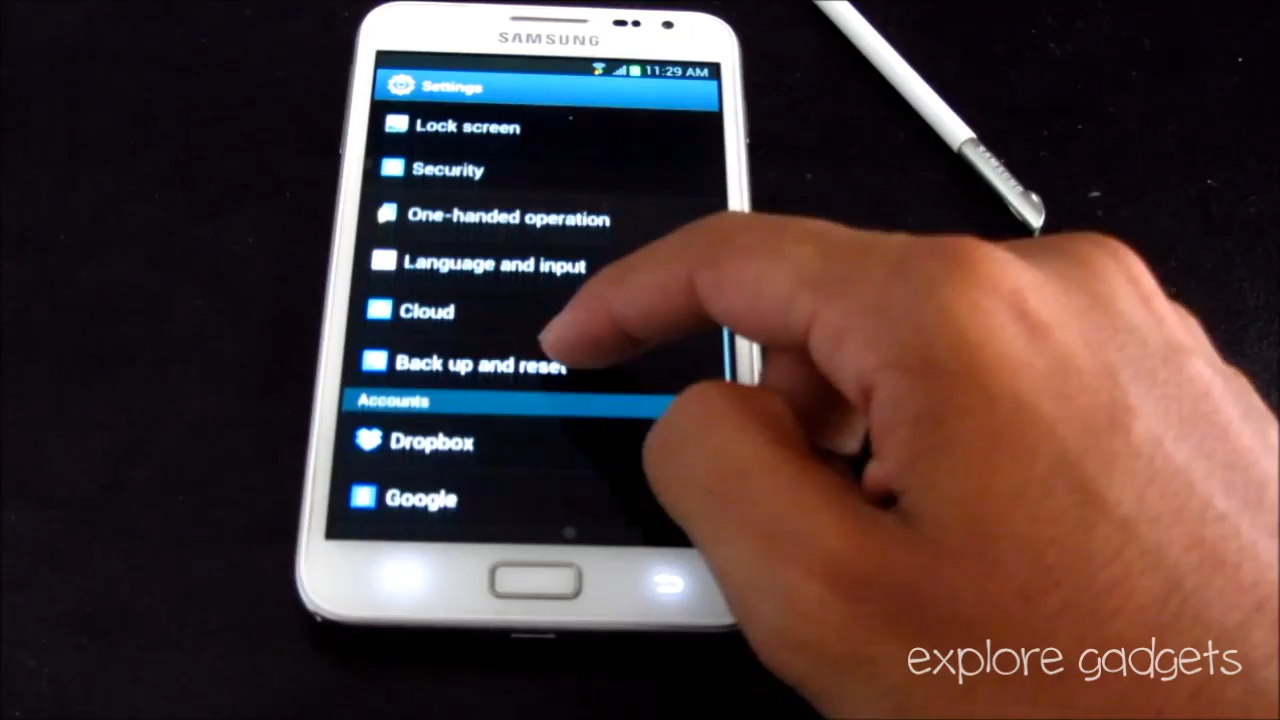 SAMSUNG
11:29 AM
Settings
Lock screen
Security
One-handed operation
Language and input
Cloud
Back up and reset
Accounts
Dropbox
Google
SAMSUNG
explore gadgets